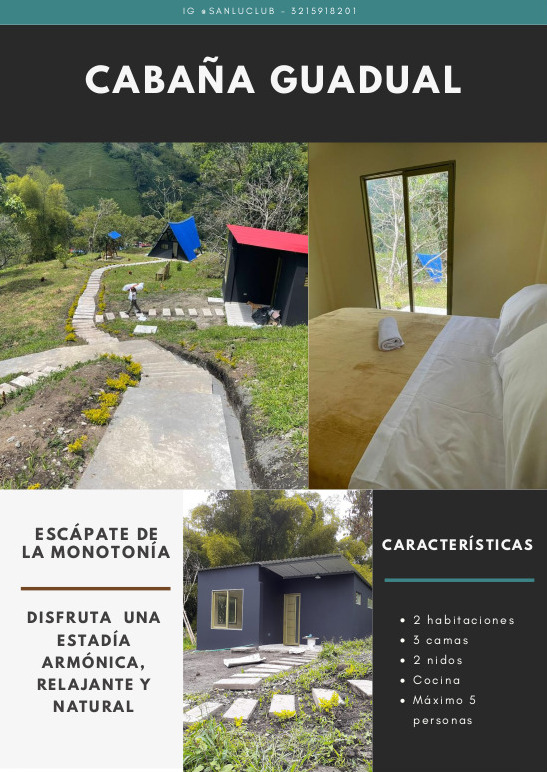 IG @SANLUCLUB - 3215918201
CABAÑA GUADUAL
ESCÁPATE DE
LA MONOTONÍA
DISFRUTA UNA
ESTADÍA
ARMÓNICA,
RELAJANTE Y
NATURAL
CARACTERÍSTICAS
• 2 habitaciones
• 3 camas
• 2 nidos
• Cocina
• Máximo 5
personas